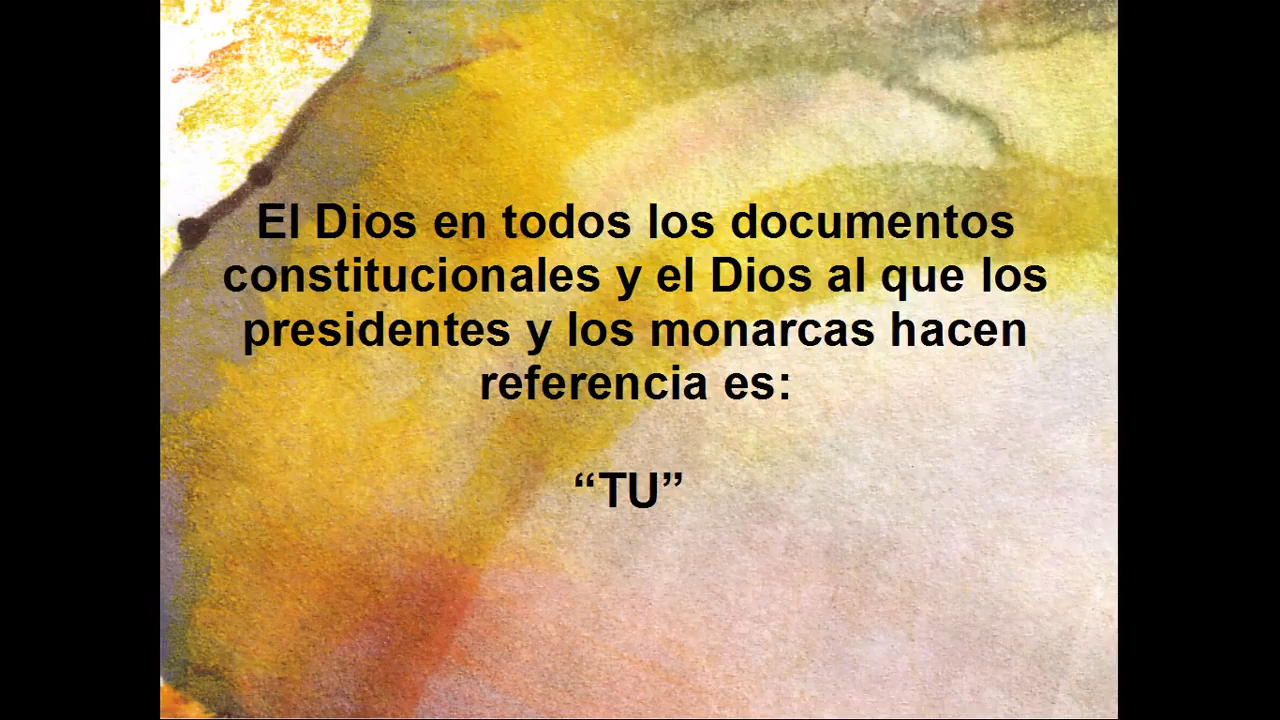 El Dios en todos los documentos
constitucionales y el Dios al que los
presidentes y los monarcas hacen
referencia es:
“TU”